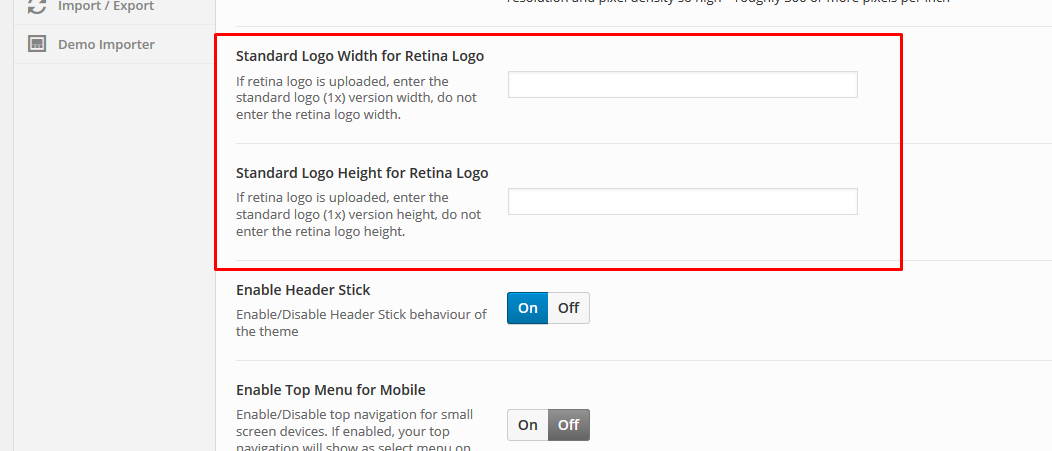 resolution and pixel density so high – roughly 300 or more pixels per inch
Import / Export
Demo Importer
Standard Logo Width for Retina Logo
If retina logo is uploaded, enter the
standard logo (1x) version width, do not
enter the retina logo width.
Standard Logo Height for Retina Logo
If retina logo is uploaded, enter the
standard logo (1x) version height, do not
enter the retina logo height.
Enable Header Stick
Enable/Disable Header Stick behaviour of
the theme
On Off
Enable Top Menu for Mobile
Enable/Disable top navigation for small
screen devices. If enabled, your top
navigation will show as select menu on
On Off